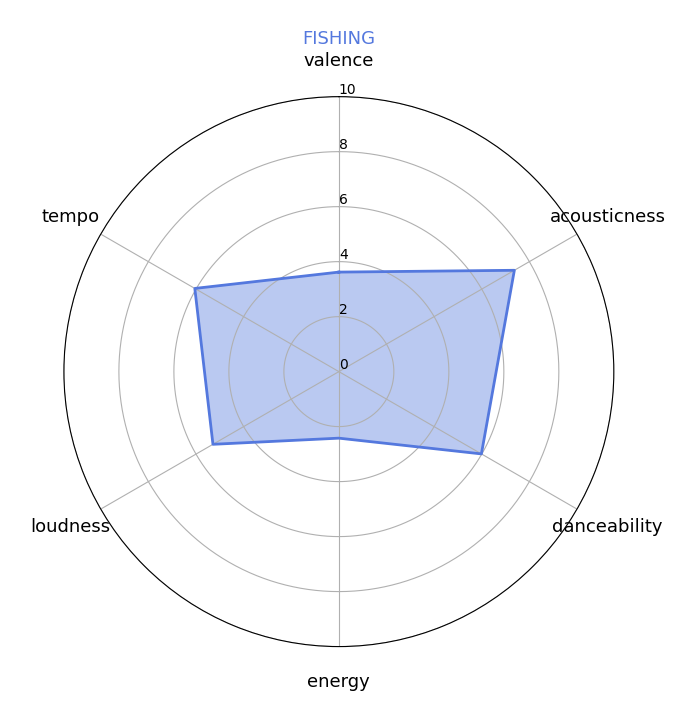 FISHING
valence
10
8
tempo
6
acousticness
4
2
0
loudness
danceability
energy